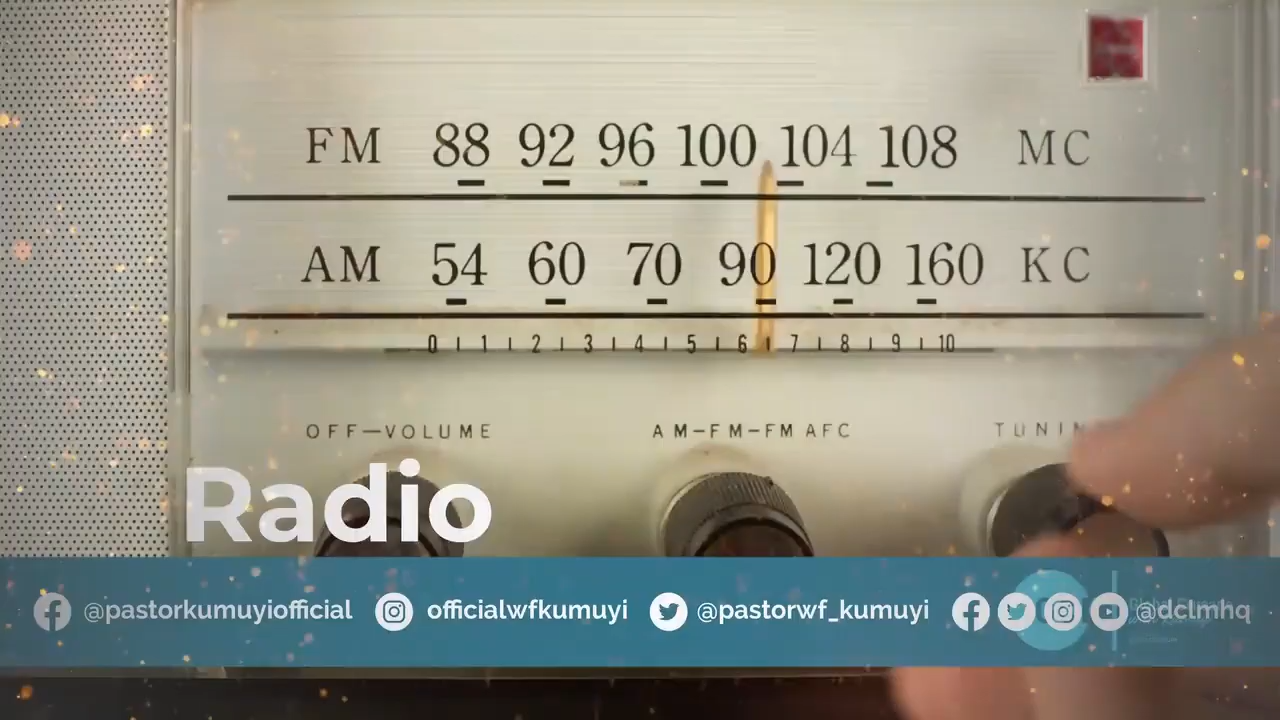 FM 88 92 96 100 104 108 MC
AM 54 60 70 90 120 160 KC
0 1 2 3 4 5 6 7 8 9 10
OFF—VOLUME AM—FM—FM AFC
Radio
@pastorkumuyiofficial officialwfkumuyi @pastorwf_kumuyi @dclmhq